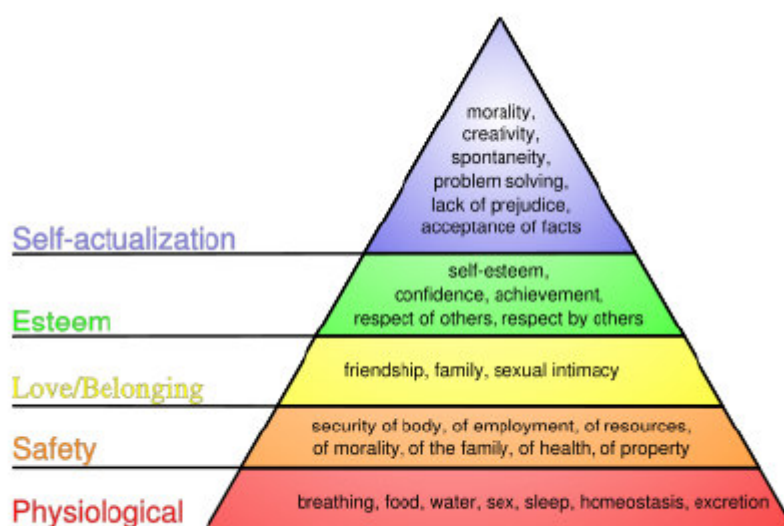 morality,
creativity,
spontaneity,
problem solving,
lack of prejudice,
acceptance of facts
Self-actualization
self-esteem,
confidence, achievement,
respect of others, respect by others
Esteem
friendship, family, sexual intimacy
Love/Belonging
security of body, of employment, of resources,
of morality, of the family, of health, of property
Safety
breathing, food, water, sex, sleep, homeostasis, excretion
Physiological